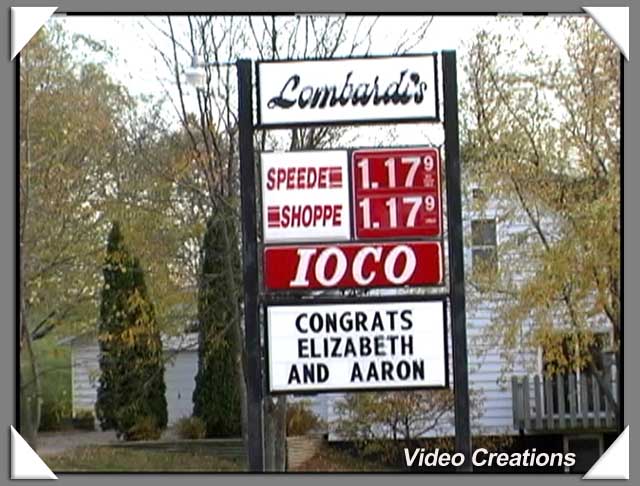 Lombardi's
SPEEDE 1.17 9
SHOPPE 1.17 9
IOCO
CONGRATS
ELIZABETH
AND AARON
Video Creations